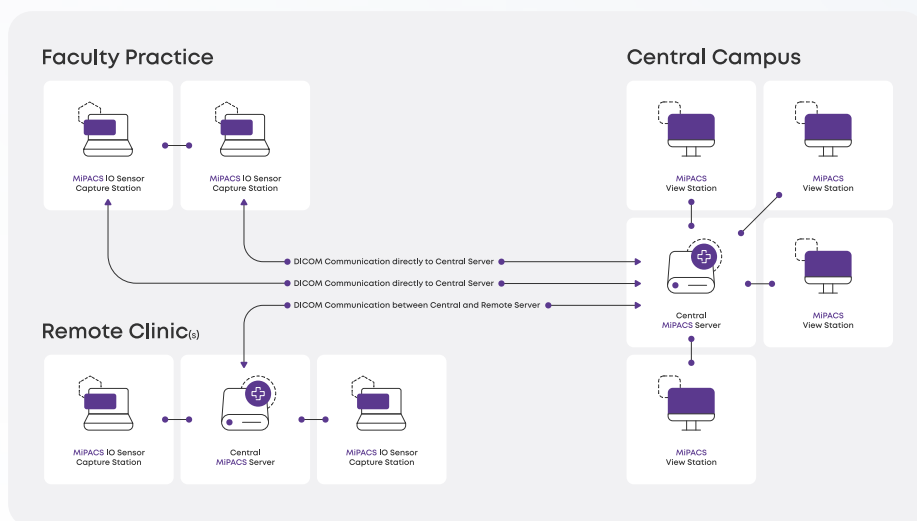 Faculty Practice
MiPACS IO Sensor
Capture Station
MiPACS IO Sensor
Capture Station
Central Campus
MiPACS
View Station
MiPACS
View Station
DICOM Communication directly to Central Server
DICOM Communication directly to Central Server
DICOM Communication between Central and Remote Server
Central
MiPACS Server
MiPACS
View Station
Remote Clinic(s)
MiPACS IO Sensor
Capture Station
Central
MiPACS Server
MiPACS IO Sensor
Capture Station
MiPACS
View Station